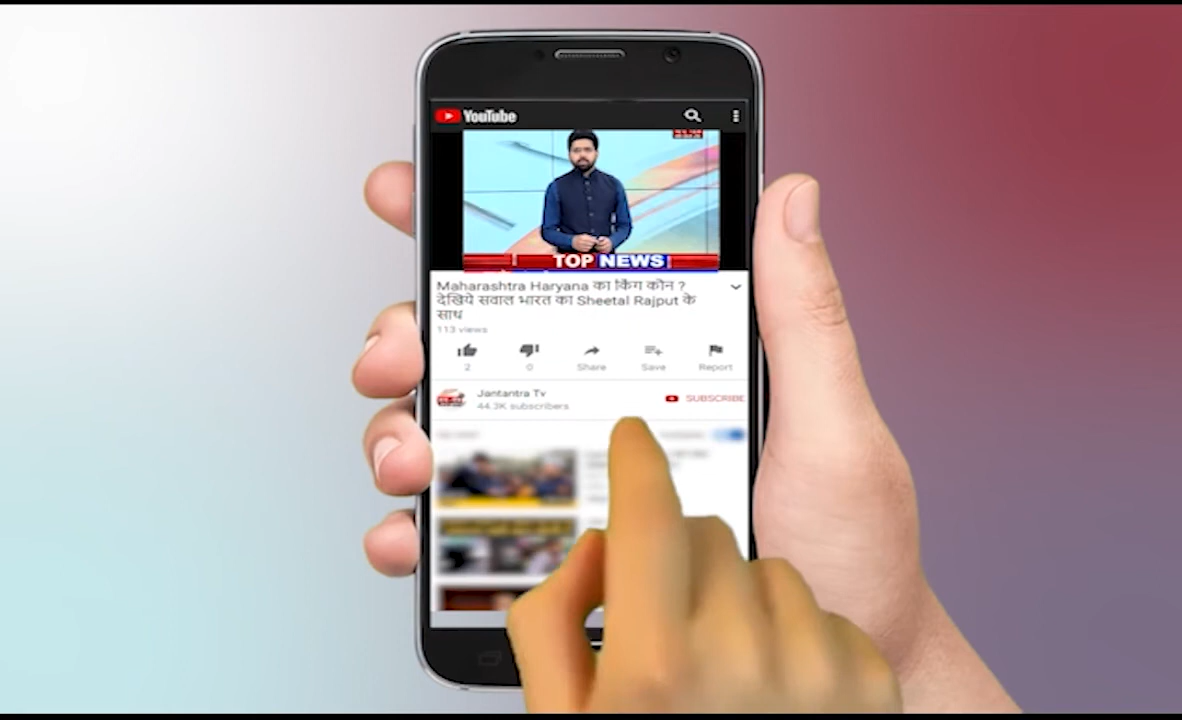 YouTube
TOP NEWS
Maharashtra Haryana का किंग कौन ?
देखिये सवाल भारत का Sheetal Rajput के
साथ
113 views
2
0
Share
Save
Report
Jantantra Tv
44.3K subscribers
SUBSCRIBE